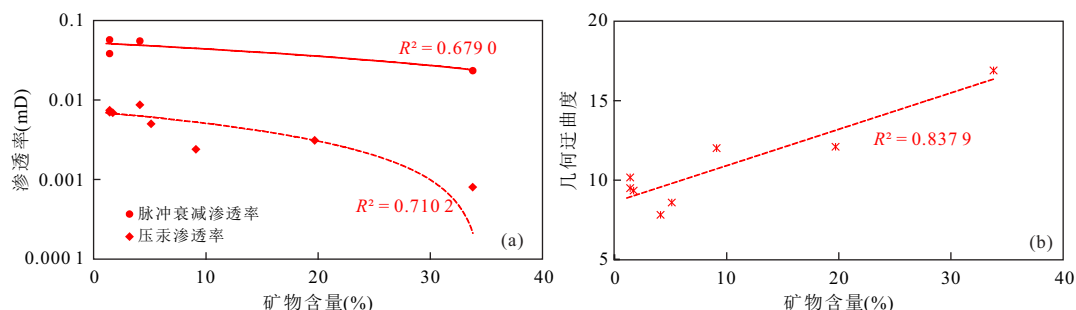 0.1
0.01
0.001
0.000 1
渗透率(mD)
R² = 0.679 0
R² = 0.710 2
脉冲衰减渗透率
压汞渗透率
(a)
0 10 20 30 40
矿物含量(%)
20
15
10
5
几何迂曲度
R² = 0.837 9
(b)
0 10 20 30 40
矿物含量(%)